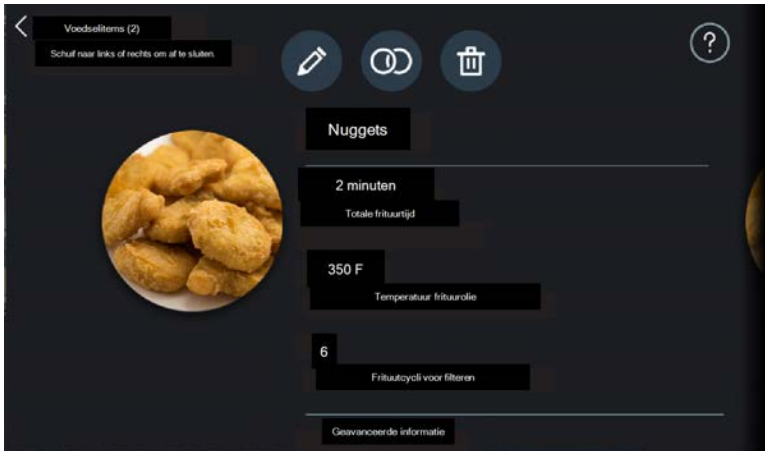 Voedselitems (2)
Schuif naar links of rechts om af te sluiten.
?
Nuggets
2 minuten
Totale frituurtijd
350 F
Temperatuur frituurolie
6
Frituutcycli voor filteren
Geavanceerde informatie